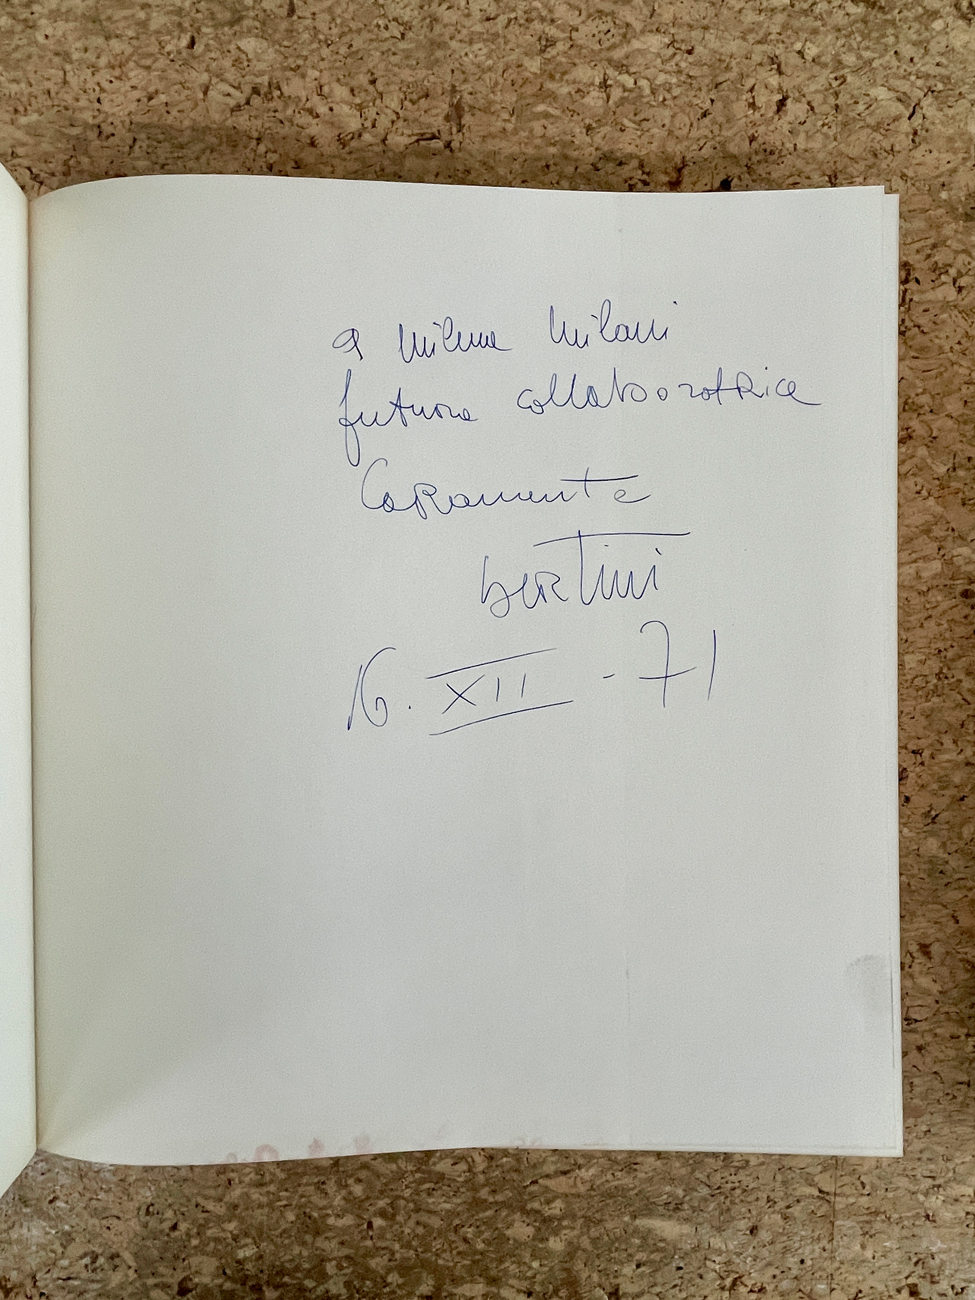 a Milena Milani
futura collaboratrice
Caramente
Bertini
16. XII - 71